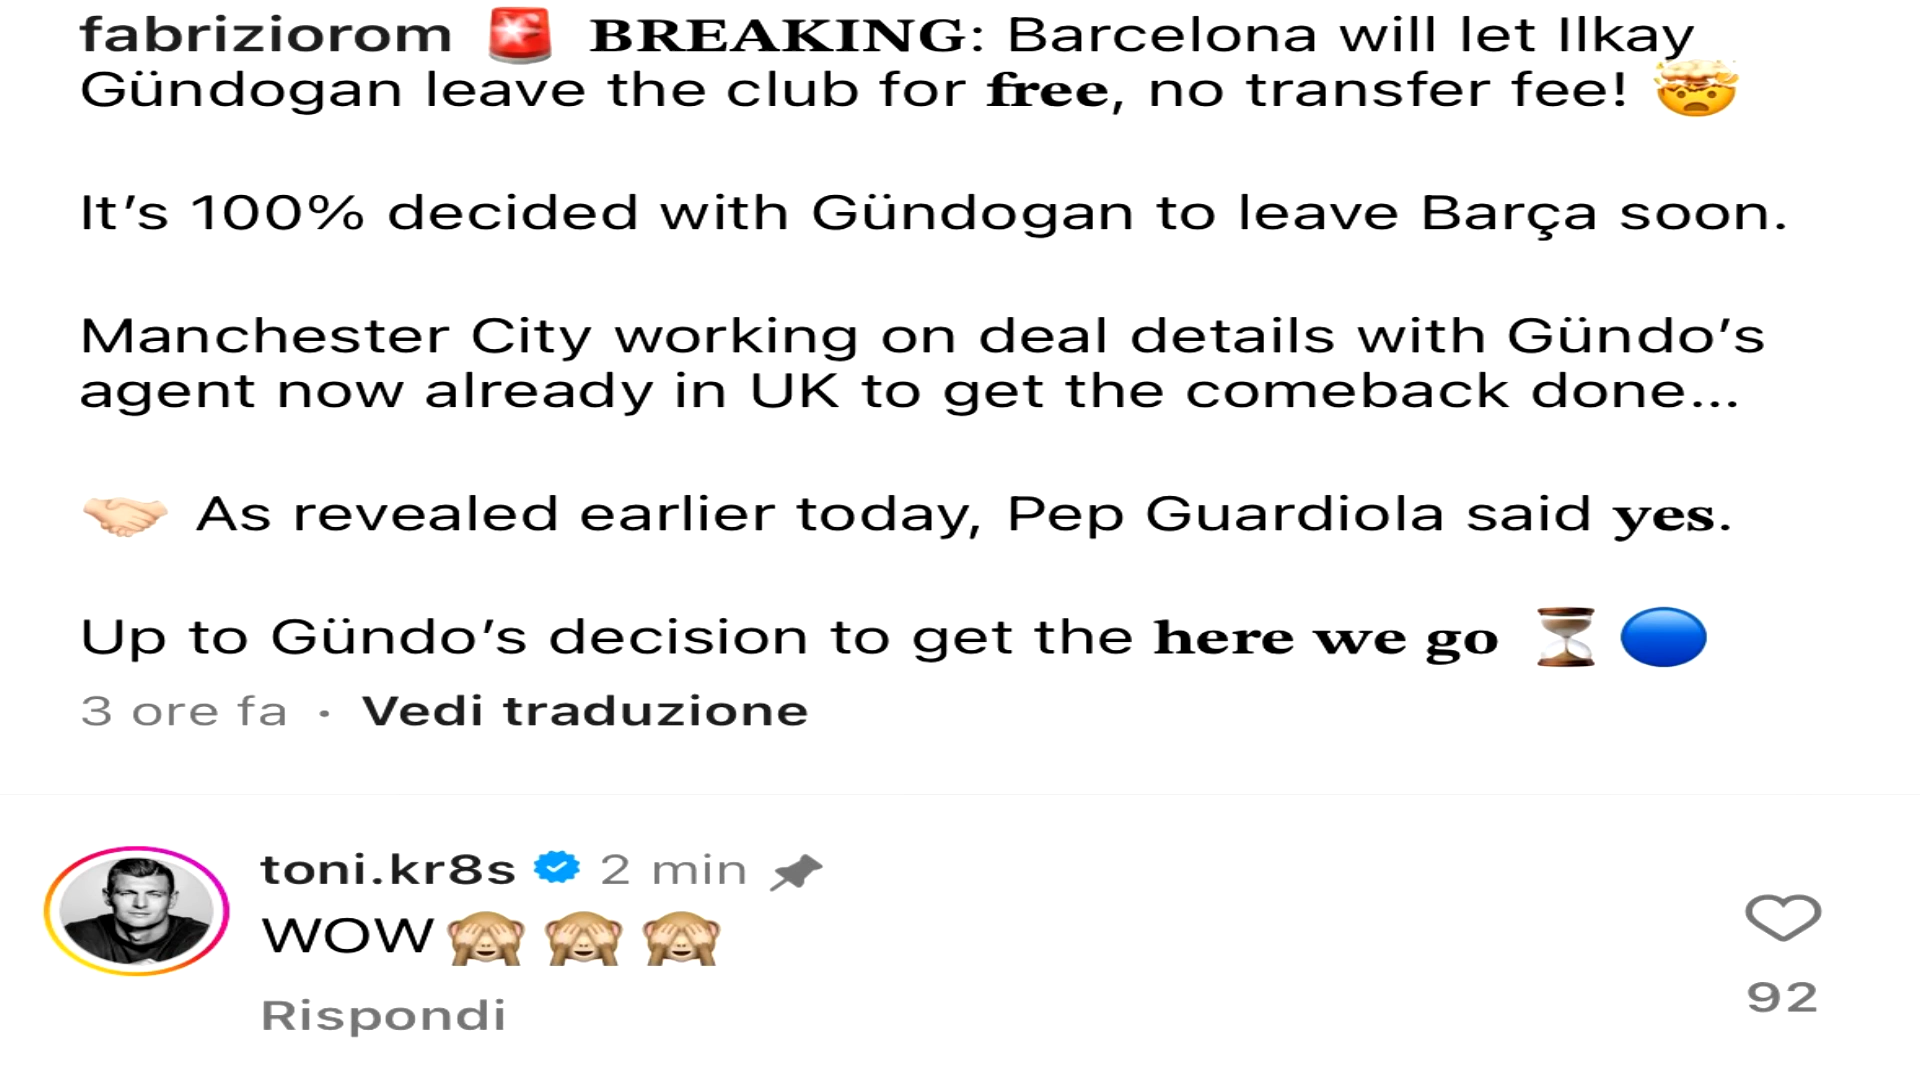 fabriziorom 🚨 BREAKING: Barcelona will let Ilkay
Gündogan leave the club for free, no transfer fee! 🤯
It’s 100% decided with Gündogan to leave Barça soon.
Manchester City working on deal details with Gündo’s
agent now already in UK to get the comeback done...
🤝🏻 As revealed earlier today, Pep Guardiola said yes.
Up to Gündo’s decision to get the here we go ⏳🔵
3 ore fa · Vedi traduzione
toni.kr8s 2 min
WOW🙈🙈🙈
Rispondi
92